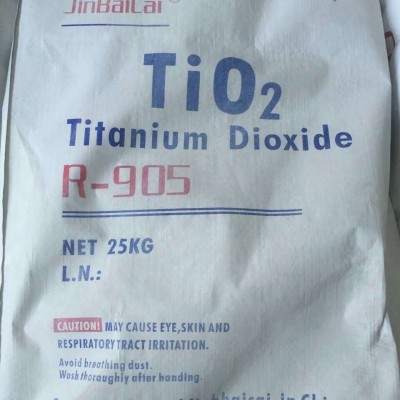 JinBaiCai®
TiO2
Titanium Dioxide
R-905
NET 25KG
L.N.:
CAUTION! MAY CAUSE EYE,SKIN AND
RESPIRATORY TRACT IRRITATION.
Avoid breathing dust.
Wash thoroughly after handing.